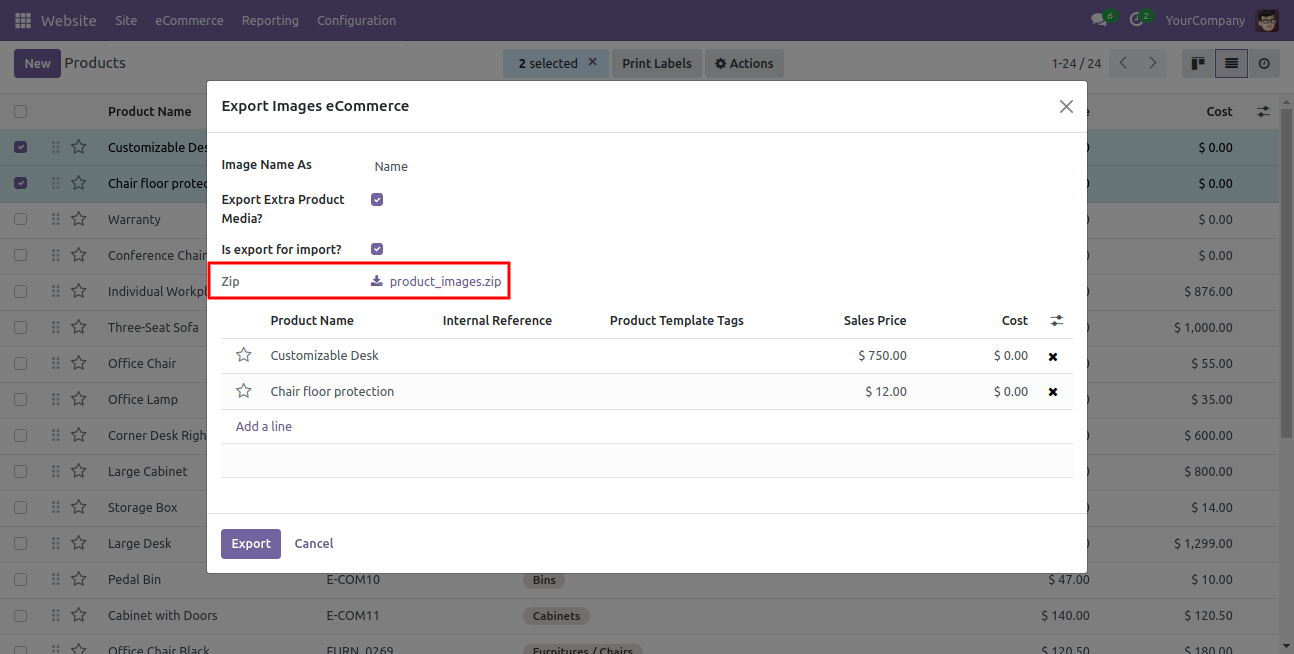 Website Site eCommerce Reporting Configuration 6 2 YourCompany
New Products 2 selected × Print Labels Actions 1-24 / 24
Export Images eCommerce
Product Name Cost
Image Name As Name
Customizable Des $ 0.00
Export Extra Product
Media?
Chair floor protec $ 0.00
Warranty $ 0.00
Is export for import?
Conference Chair $ 0.00
Zip product_images.zip
Individual Workpl $ 876.00
Product Name Internal Reference Product Template Tags Sales Price Cost
Three-Seat Sofa $ 1,000.00
Customizable Desk $ 750.00 $ 0.00
Office Chair $ 55.00
Chair floor protection $ 12.00 $ 0.00
Office Lamp $ 35.00
Add a line
Corner Desk Righ $ 600.00
Large Cabinet $ 800.00
Storage Box $ 14.00
Large Desk $ 1,299.00
Export Cancel
Pedal Bin E-COM10 Bins $ 47.00 $ 10.00
Cabinet with Doors E-COM11 Cabinets $ 140.00 $ 120.50
Office Chair Black FURN_0269 Furnitures / Chairs $ 120.50 $ 180.00